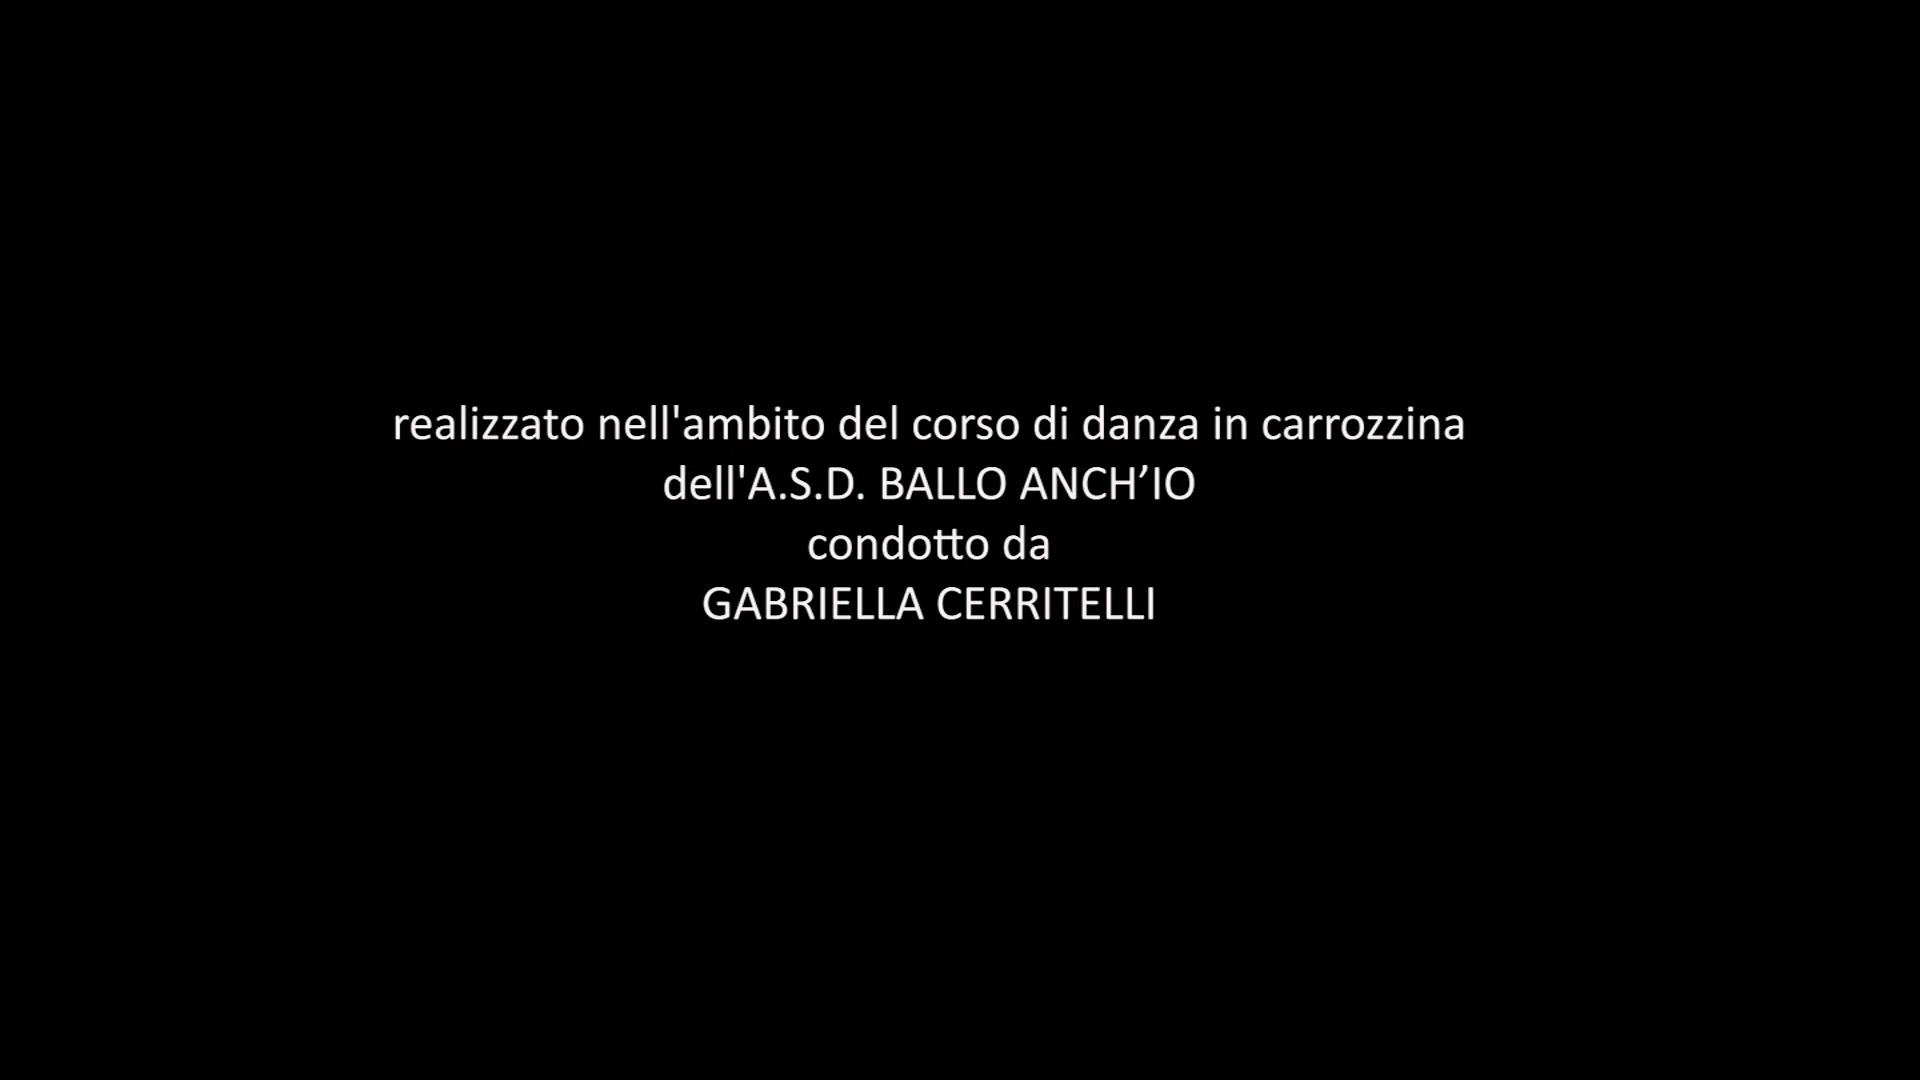 realizzato nell'ambito del corso di danza in carrozzina
dell'A.S.D. BALLO ANCH’IO
condotto da
GABRIELLA CERRITELLI